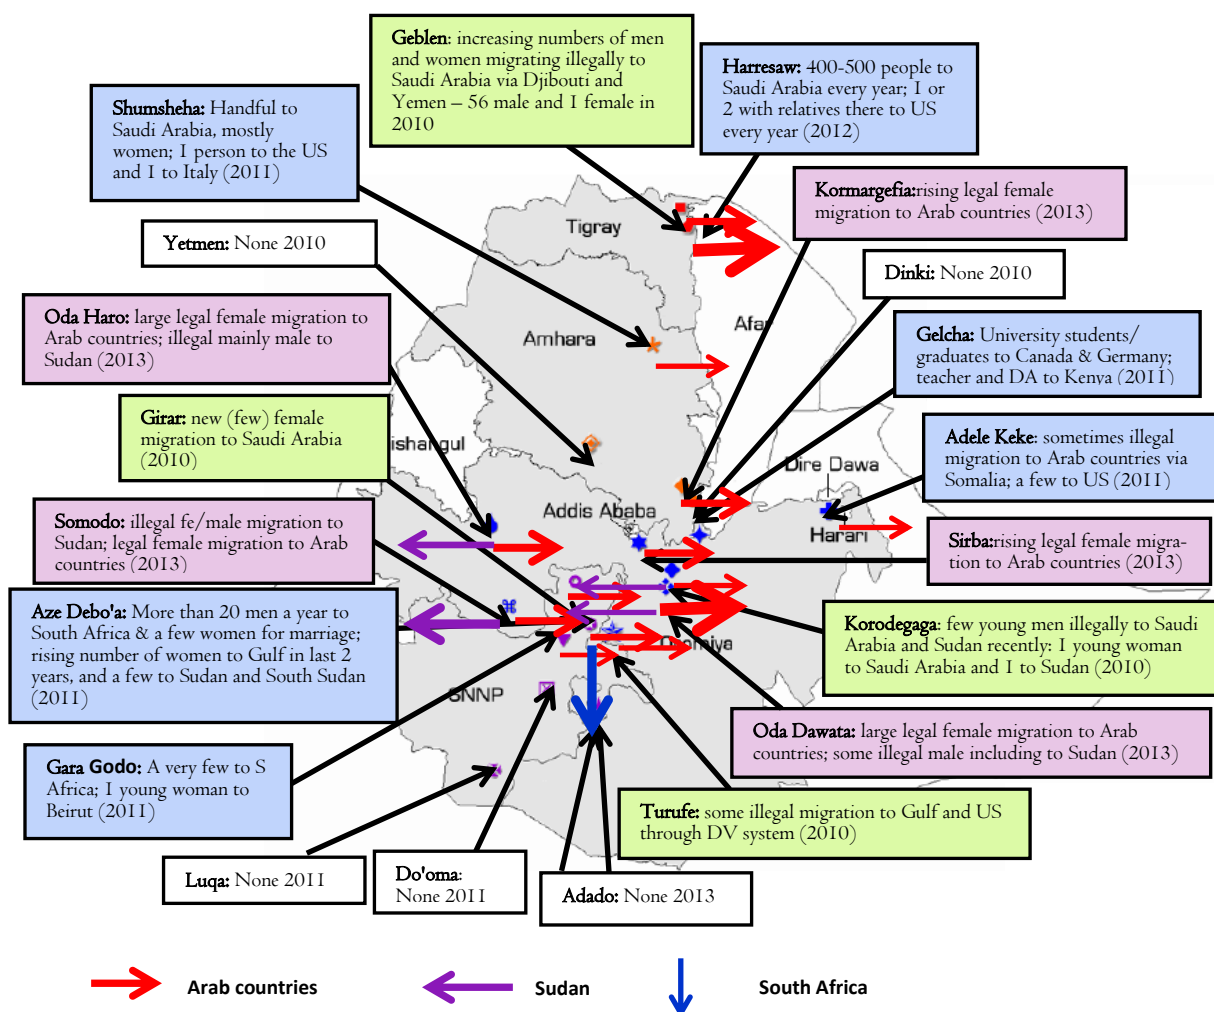 Geblen: increasing numbers of men
and women migrating illegally to
Saudi Arabia via Djibouti and
Yemen – 56 male and 1 female in
2010
Harresaw: 400-500 people to
Saudi Arabia every year; 1 or
2 with relatives there to US
every year (2012)
Shumsheha: Handful to
Saudi Arabia, mostly
women; 1 person to the US
and 1 to Italy (2011)
Kormargefia:rising legal female
migration to Arab countries (2013)
Yetmen: None 2010
Dinki: None 2010
Oda Haro: large legal female migration to
Arab countries; illegal mainly male to
Sudan (2013)
Gelcha: University students/
graduates to Canada & Germany;
teacher and DA to Kenya (2011)
Girar: new (few) female
migration to Saudi Arabia
(2010)
Adele Keke: sometimes illegal
migration to Arab countries via
Somalia; a few to US (2011)
Somodo: illegal fe/male migration to
Sudan; legal female migration to Arab
countries (2013)
Sirba:rising legal female migra-
tion to Arab countries (2013)
Aze Debo'a: More than 20 men a year to
South Africa & a few women for marriage;
rising number of women to Gulf in last 2
years, and a few to Sudan and South Sudan
(2011)
Korodegaga: few young men illegally to Saudi
Arabia and Sudan recently: 1 young woman
to Saudi Arabia and 1 to Sudan (2010)
Oda Dawata: large legal female migration to Arab
countries; some illegal male including to Sudan (2013)
Gara Godo: A very few to S
Africa; 1 young woman to
Beirut (2011)
Turufe: some illegal migration to Gulf and US
through DV system (2010)
Luqa: None 2011
Do'oma:
None 2011
Adado: None 2013
Tigray
Amhara
Afar
ishangul
Dire Dawa
Addis Ababa
Harari
Oromiya
SNNP
Arab countries
Sudan
South Africa